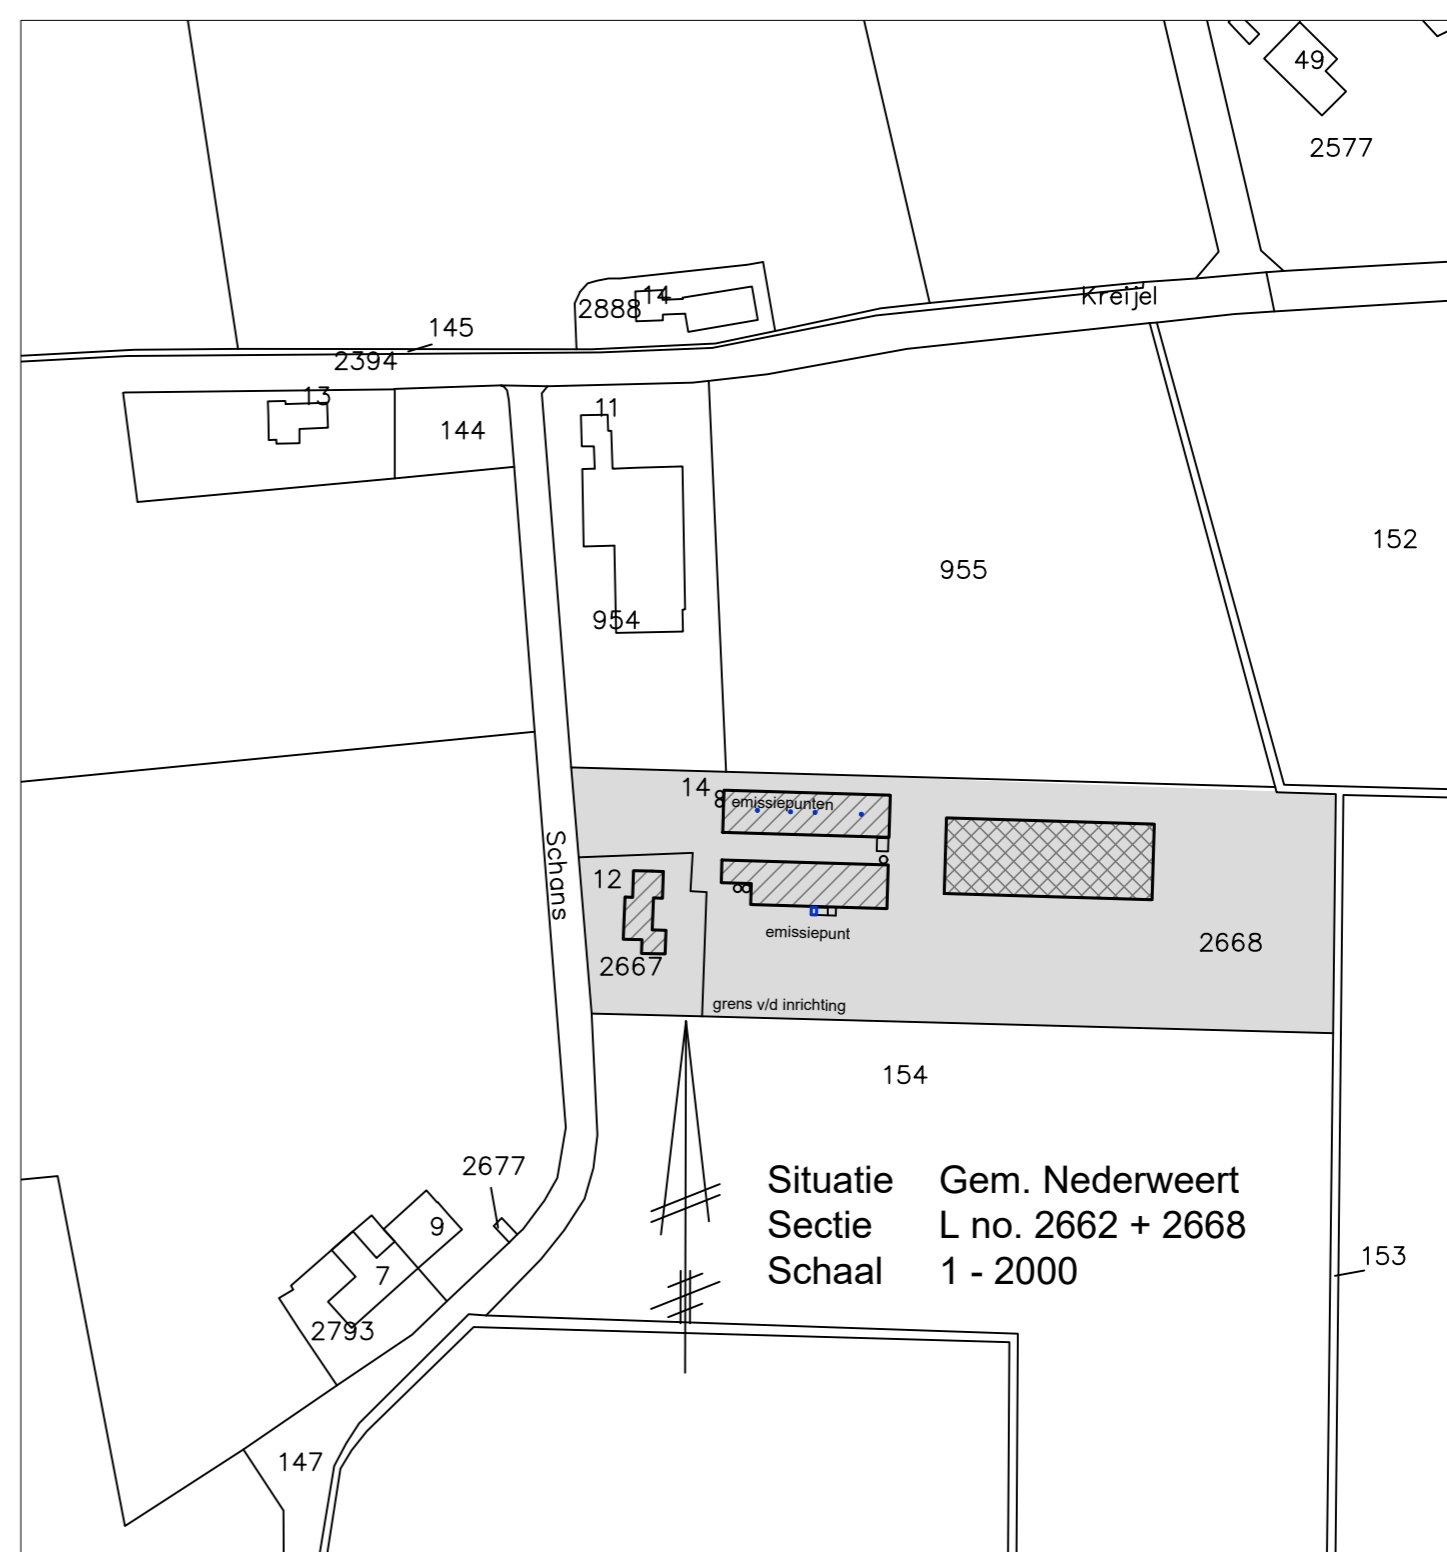 49
2577
Kreijel
14
2888
145
2394
13
144
11
152
955
954
14
emissiepunten
Schans
12
emissiepunt
2668
2667
grens v/d inrichting
154
2677
Situatie Gem. Nederweert
9
Sectie L no. 2662 + 2668
153
7
Schaal 1 - 2000
2793
147